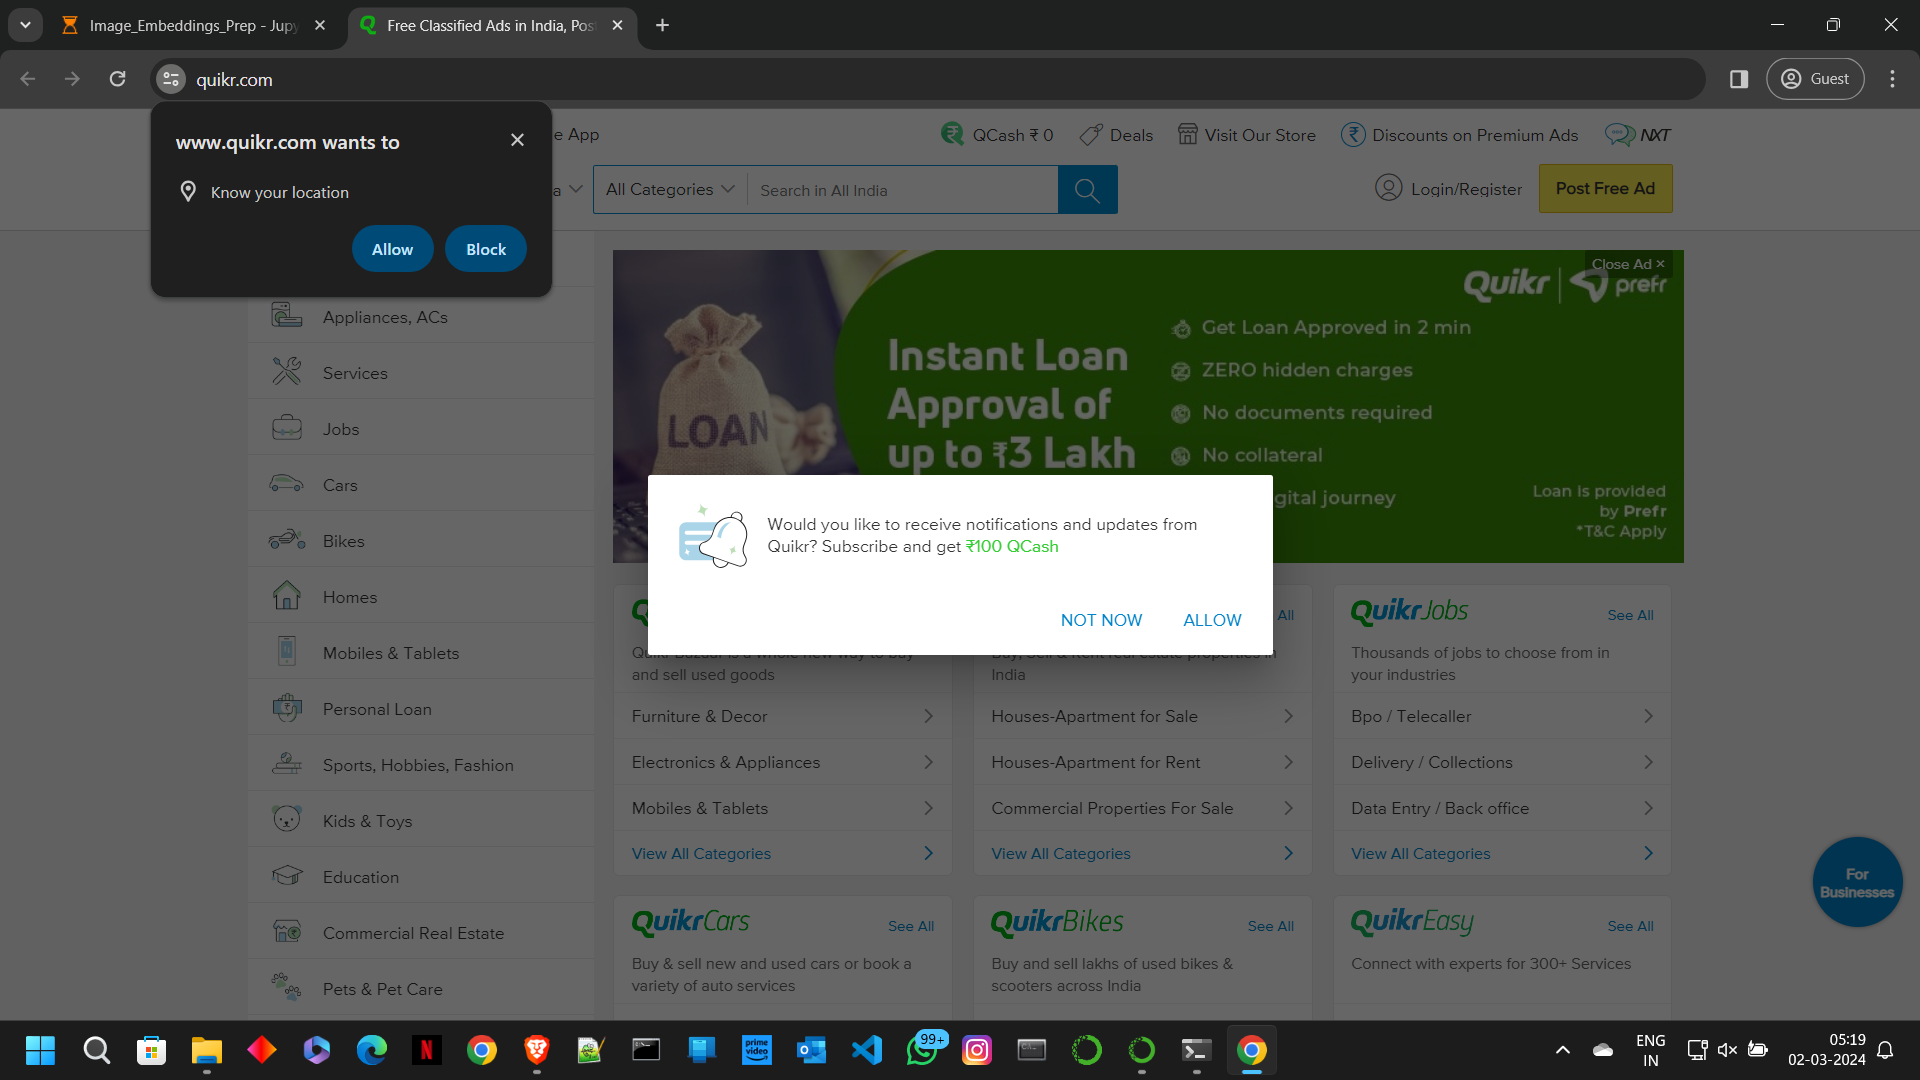 Image_Embeddings_Prep - Jupy
Free Classified Ads in India, Pos
quikr.com
Guest
www.quikr.com wants to
Know your location
Allow
Block
e App
QCash ₹ 0
Deals
Visit Our Store
Discounts on Premium Ads
NXT
a
All Categories
Search in All India
Login/Register
Post Free Ad
Appliances, ACs
Services
Jobs
Cars
Bikes
Homes
Mobiles & Tablets
Personal Loan
Sports, Hobbies, Fashion
Kids & Toys
Education
Commercial Real Estate
Pets & Pet Care
Close Ad ×
Quikr | prefr
LOAN
Instant Loan
Approval of
up to ₹3 Lakh
Get Loan Approved in 2 min
ZERO hidden charges
No documents required
No collateral
gital journey
Loan is provided
by Prefr
*T&C Apply
Would you like to receive notifications and updates from
Quikr? Subscribe and get ₹100 QCash
NOT NOW
ALLOW
and sell used goods
Furniture & Decor
Electronics & Appliances
Mobiles & Tablets
View All Categories
All
Buy, Sell & Rent real estate properties in
India
Houses-Apartment for Sale
Houses-Apartment for Rent
Commercial Properties For Sale
View All Categories
QuikrJobs
See All
Thousands of jobs to choose from in
your industries
Bpo / Telecaller
Delivery / Collections
Data Entry / Back office
View All Categories
For
Businesses
QuikrCars
See All
Buy & sell new and used cars or book a
variety of auto services
QuikrBikes
See All
Buy and sell lakhs of used bikes &
scooters across India
QuikrEasy
See All
Connect with experts for 300+ Services
N
prime
video
99+
ENG
IN
05:19
02-03-2024